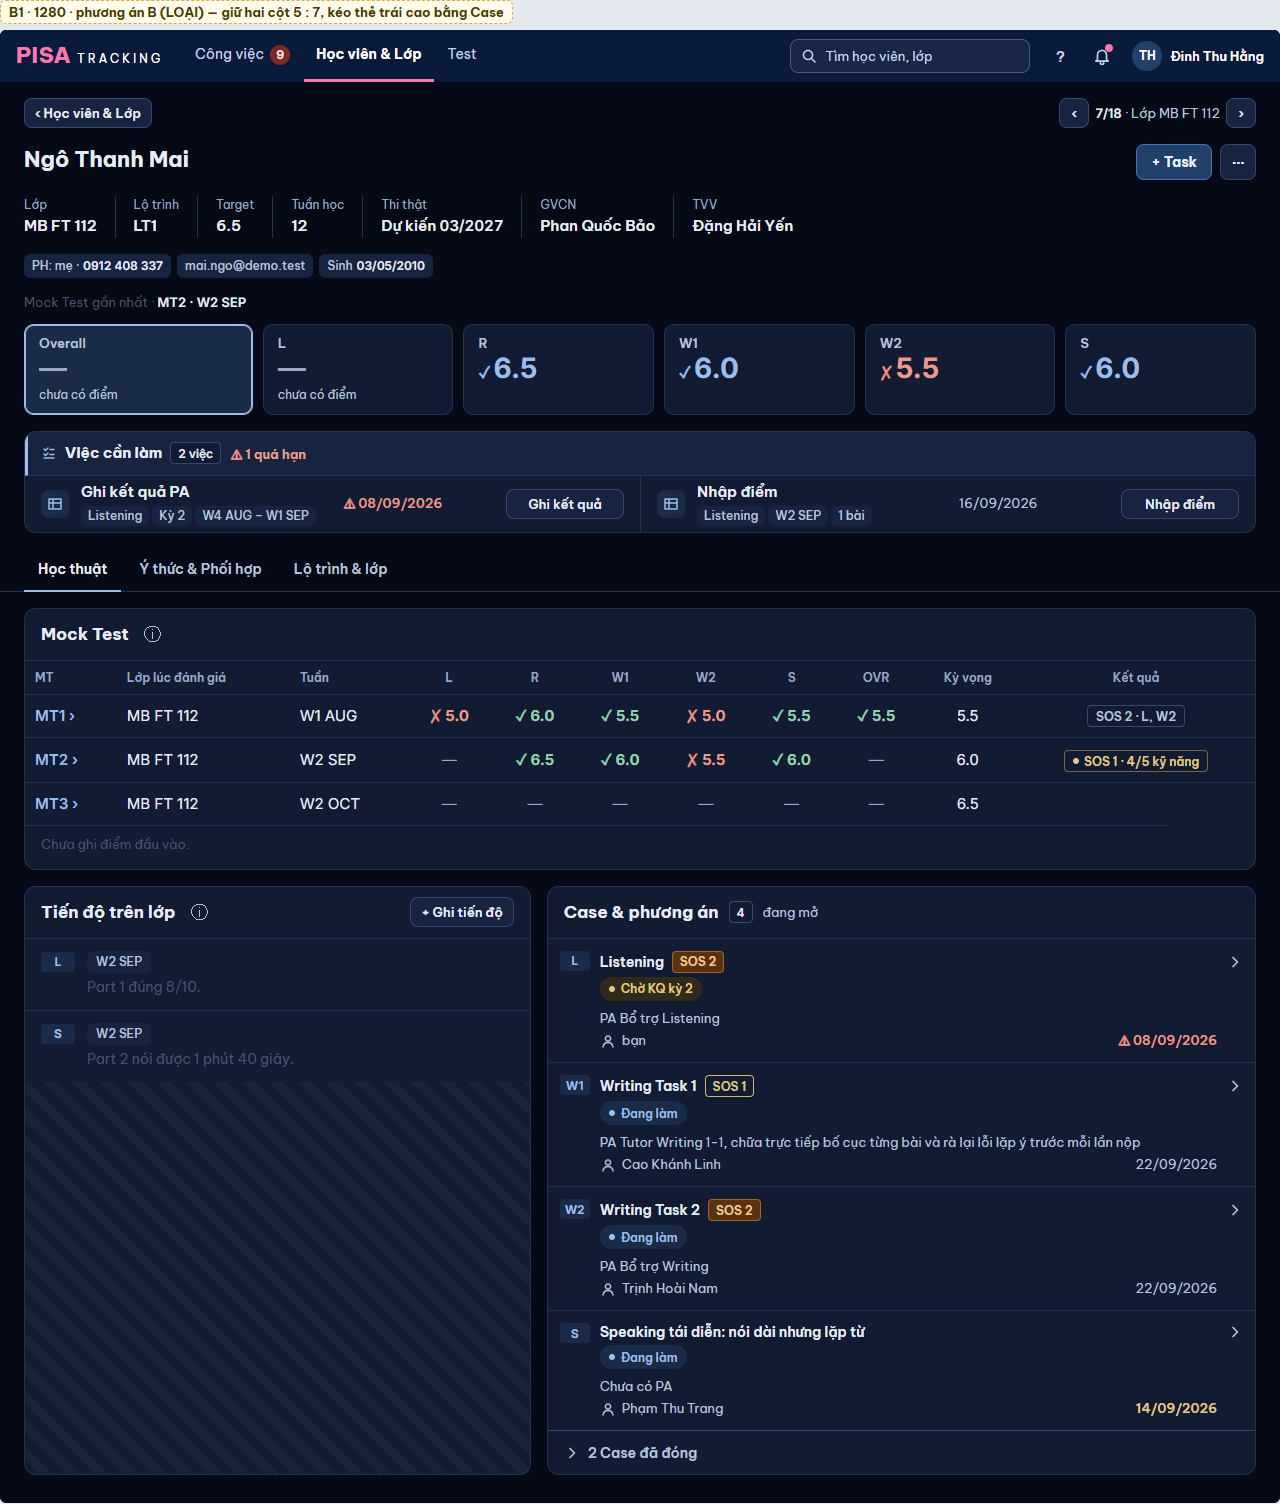 B1 · 1280 · phương án B (LOẠI) — giữ hai cột 5 : 7, kéo thẻ trái cao bằng Case
PISA TRACKING
Công việc 9
Học viên & Lớp
Test
Tìm học viên, lớp
?
TH
Đinh Thu Hằng
‹ Học viên & Lớp
‹ 7/18 · Lớp MB FT 112 ›
Ngô Thanh Mai
+ Task
···
Lớp
MB FT 112
Lộ trình
LT1
Target
6.5
Tuần học
12
Thi thật
Dự kiến 03/2027
GVCN
Phan Quốc Bảo
TVV
Đặng Hải Yến
PH: mẹ · 0912 408 337
mai.ngo@demo.test
Sinh 03/05/2010
Mock Test gần nhất · MT2 · W2 SEP
Overall
—
chưa có điểm
L
—
chưa có điểm
R
✓ 6.5
W1
✓ 6.0
W2
✗ 5.5
S
✓ 6.0
Việc cần làm 2 việc ⚠ 1 quá hạn
Ghi kết quả PA
Listening Kỳ 2 W4 AUG – W1 SEP
⚠ 08/09/2026
Ghi kết quả
Nhập điểm
Listening W2 SEP 1 bài
16/09/2026
Nhập điểm
Học thuật
Ý thức & Phối hợp
Lộ trình & lớp
Mock Test ⓘ
MT Lớp lúc đánh giá Tuần L R W1 W2 S OVR Kỳ vọng Kết quả
MT1 › MB FT 112 W1 AUG ✗ 5.0 ✓ 6.0 ✓ 5.5 ✗ 5.0 ✓ 5.5 ✓ 5.5 5.5 SOS 2 · L, W2
MT2 › MB FT 112 W2 SEP — ✓ 6.5 ✓ 6.0 ✗ 5.5 ✓ 6.0 — 6.0 • SOS 1 · 4/5 kỹ năng
MT3 › MB FT 112 W2 OCT — — — — — — 6.5
Chưa ghi điểm đầu vào.
Tiến độ trên lớp ⓘ
+ Ghi tiến độ
L W2 SEP
Part 1 đúng 8/10.
S W2 SEP
Part 2 nói được 1 phút 40 giây.
Case & phương án 4 đang mở
L Listening SOS 2
• Chờ KQ kỳ 2
PA Bổ trợ Listening
bạn
⚠ 08/09/2026
W1 Writing Task 1 SOS 1
• Đang làm
PA Tutor Writing 1-1, chữa trực tiếp bố cục từng bài và rà lại lỗi lặp ý trước mỗi lần nộp
Cao Khánh Linh
22/09/2026
W2 Writing Task 2 SOS 2
• Đang làm
PA Bổ trợ Writing
Trịnh Hoài Nam
22/09/2026
S Speaking tái diễn: nói dài nhưng lặp từ
• Đang làm
Chưa có PA
Phạm Thu Trang
14/09/2026
2 Case đã đóng